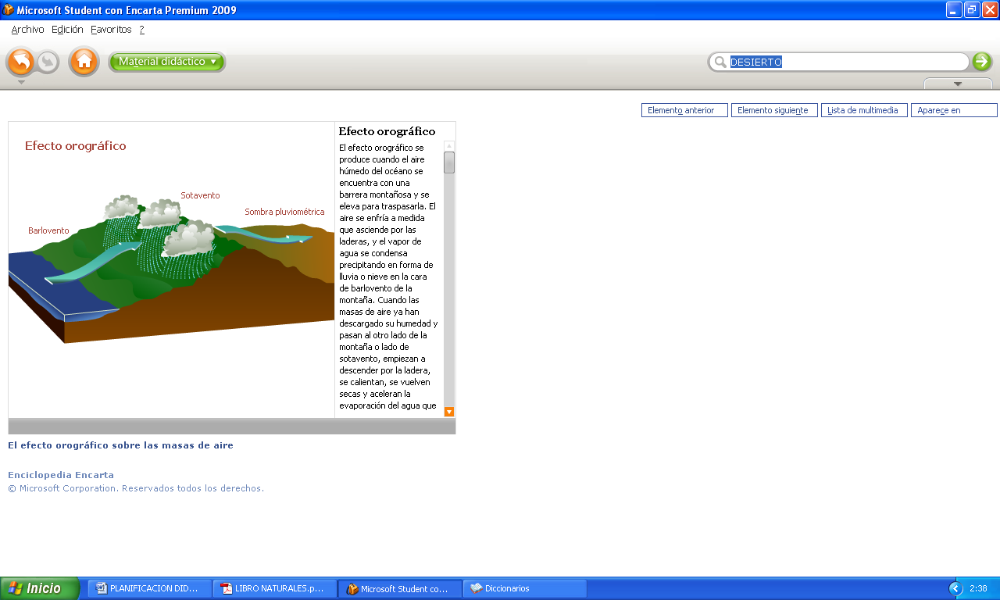 Microsoft Student con Encarta Premium 2009
Archivo Edición Favoritos ?
Material didáctico
DESIERTO
Elemento anterior
Elemento siguiente
Lista de multimedia
Aparece en
Efecto orográfico
Sotavento
Sombra pluviométrica
Barlovento
Efecto orográfico
El efecto orográfico se
produce cuando el aire
húmedo del océano se
encuentra con una
barrera montañosa y se
eleva para traspasarla. El
aire se enfría a medida
que asciende por las
laderas, y el vapor de
agua se condensa
precipitando en forma de
lluvia o nieve en la cara
de barlovento de la
montaña. Cuando las
masas de aire ya han
descargado su humedad y
pasan al otro lado de la
montaña o lado de
sotavento, empiezan a
descender por la ladera,
se calientan, se vuelven
secas y aceleran la
evaporación del agua que
El efecto orográfico sobre las masas de aire
Enciclopedia Encarta
© Microsoft Corporation. Reservados todos los derechos.
Inicio
PLANIFICACION DID...
LIBRO NATURALES.p...
Microsoft Student co...
Diccionarios
2:38